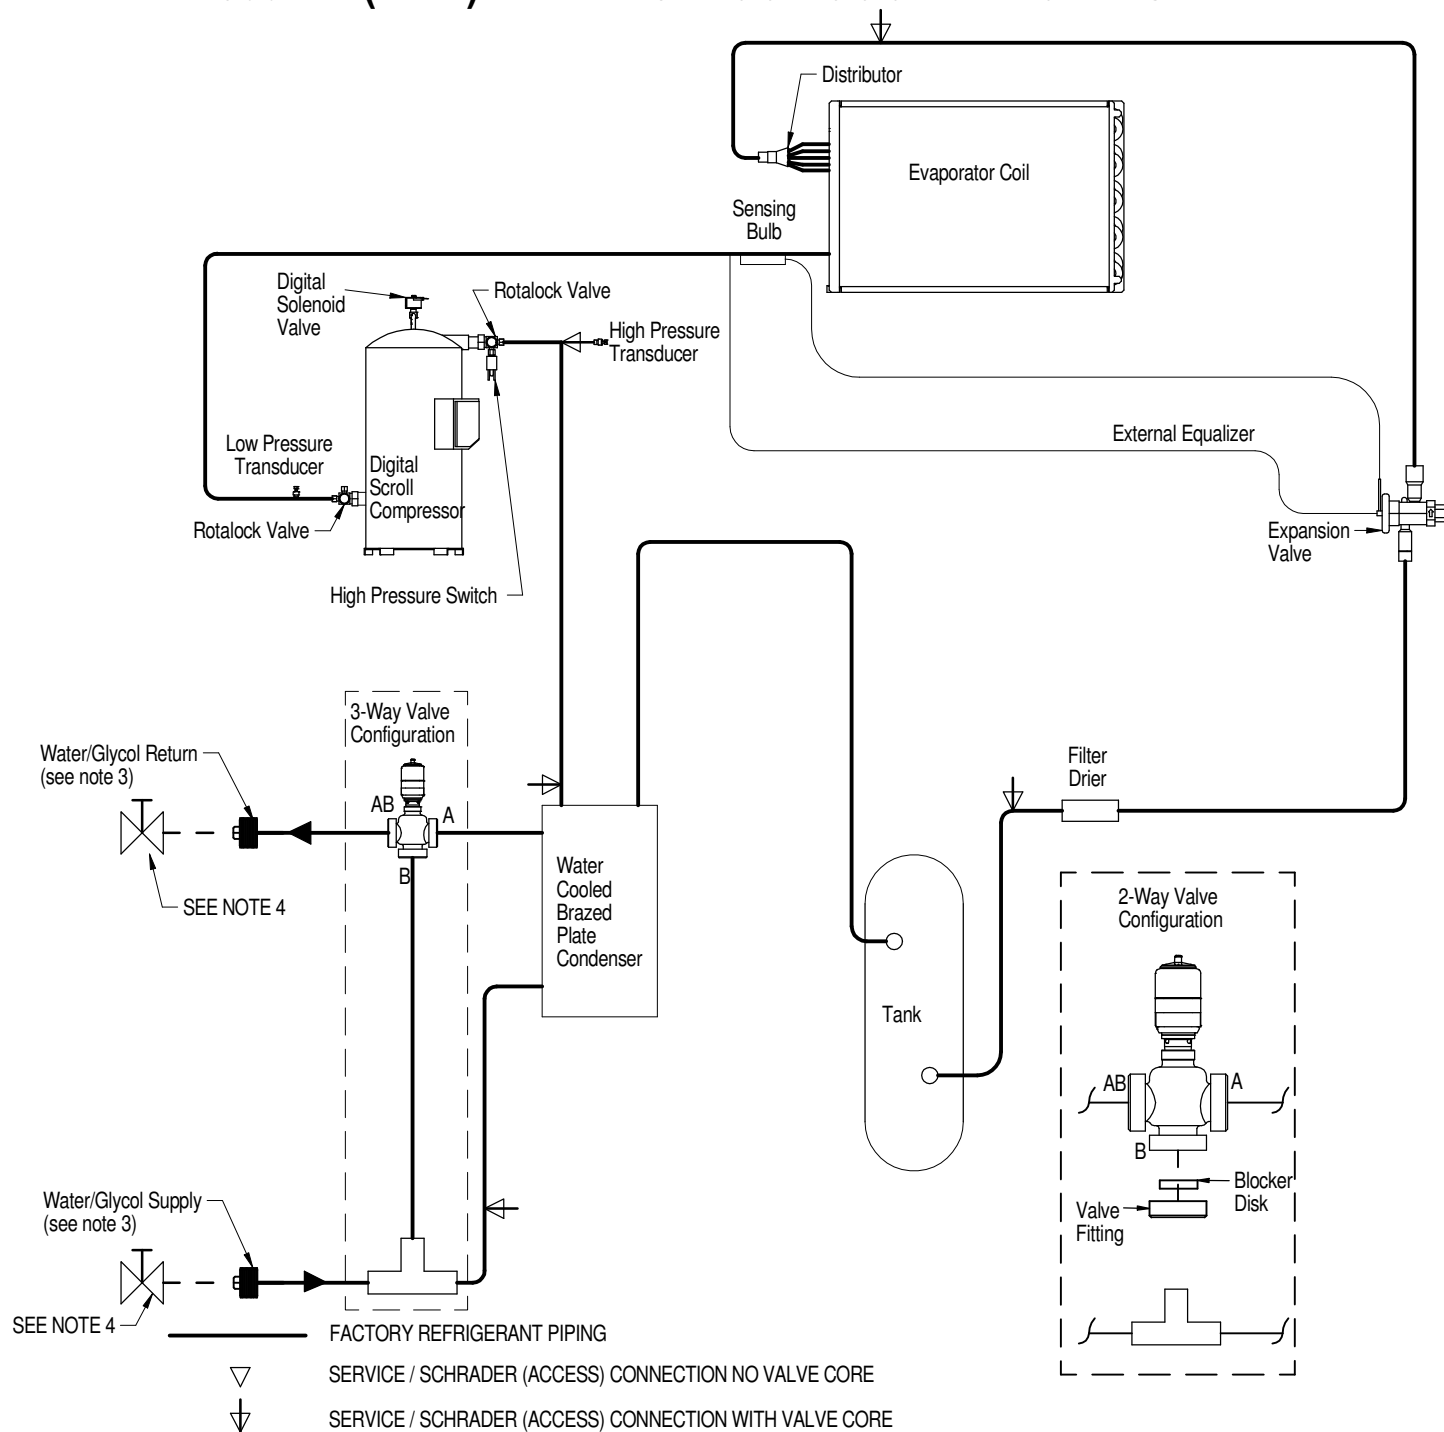 Distributor
Evaporator Coil
Sensing
Bulb
Digital
Solenoid
Valve
Rotalock Valve
High Pressure
Transducer
External Equalizer
Low Pressure
Transducer
Digital
Scroll
Compressor
Rotalock Valve
Expansion
Valve
High Pressure Switch
3-Way Valve
Configuration
Water/Glycol Return
(see note 3)
AB
A
B
SEE NOTE 4
Filter
Drier
Water
Cooled
Brazed
Plate
Condenser
2-Way Valve
Configuration
Tank
AB
A
B
Blocker
Disk
Valve
Fitting
Water/Glycol Supply
(see note 3)
SEE NOTE 4
FACTORY REFRIGERANT PIPING
SERVICE / SCHRADER (ACCESS) CONNECTION NO VALVE CORE
SERVICE / SCHRADER (ACCESS) CONNECTION WITH VALVE CORE